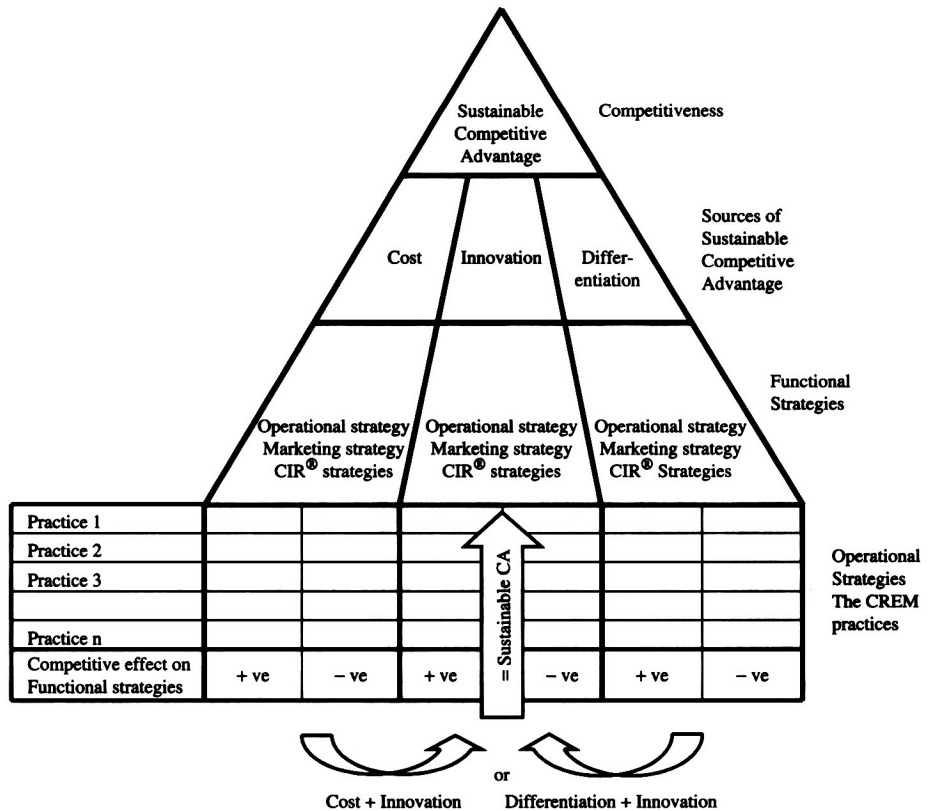 Sustainable
Competitive
Advantage
Competitiveness
Cost
Innovation
Differ-
entiation
Sources of
Sustainable
Competitive
Advantage
Functional
Strategies
Operational strategy
Marketing strategy
CIR® strategies
Operational strategy
Marketing strategy
CIR® strategies
Operational strategy
Marketing strategy
CIR® Strategies
Practice 1
Practice 2
Practice 3
Practice n
Competitive effect on
Functional strategies
+ ve
− ve
+ ve
= Sustainable CA
− ve
+ ve
− ve
Operational
Strategies
The CREM
practices
or
Cost + Innovation
Differentiation + Innovation